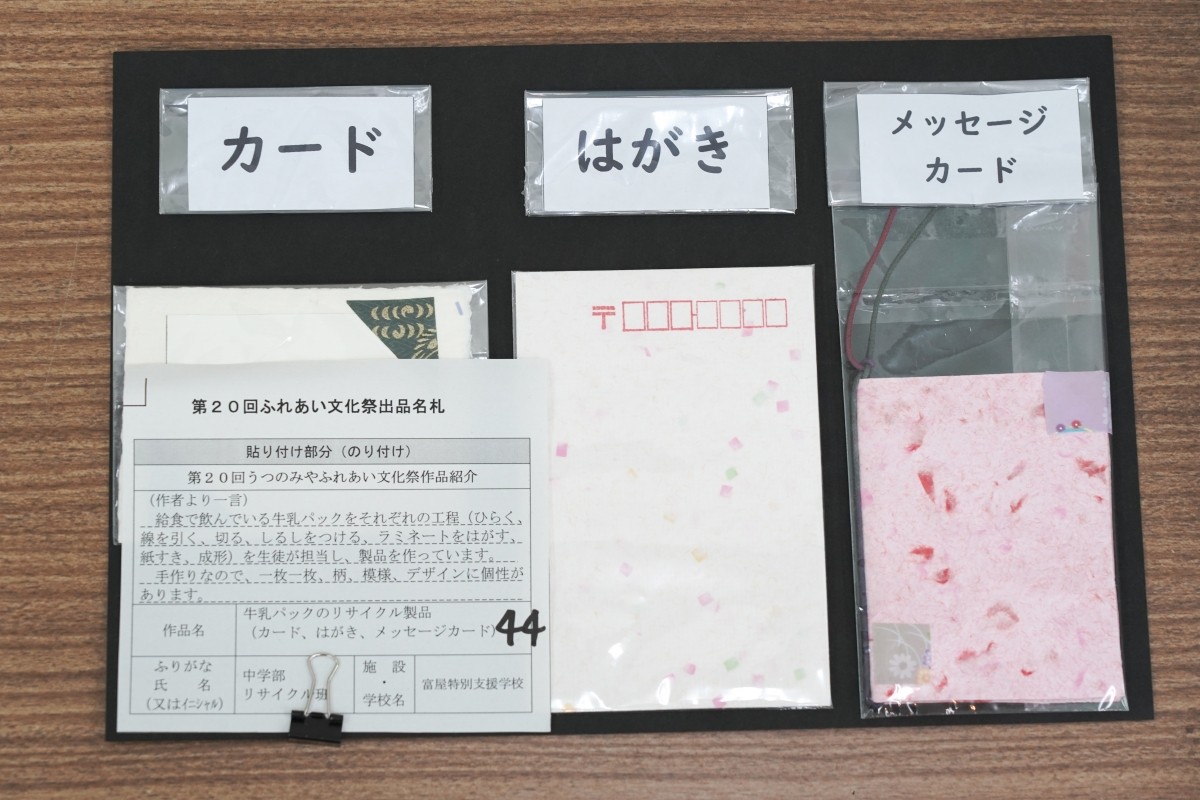 カード
はがき
メッセージ
カード
〒
第２０回ふれあい文化祭出品名札
貼り付け部分（のり付け）
第２０回うつのみやふれあい文化祭作品紹介
（作者より一言）
給食で飲んでいる牛乳パックをそれぞれの工程（ひらく、
線を引く、切る、しるしをつける、ラミネートをはがす、
紙すき、成形）を生徒が担当し、製品を作っています。
手作りなので、一枚一枚、柄、模様、デザインに個性が
あります。
作品名
牛乳パックのリサイクル製品
（カード、はがき、メッセージカード）
44
ふりがな
氏　名
（又はｲﾆｼｬﾙ）
中学部
リサイクル班
施　設
・
学校名
富屋特別支援学校